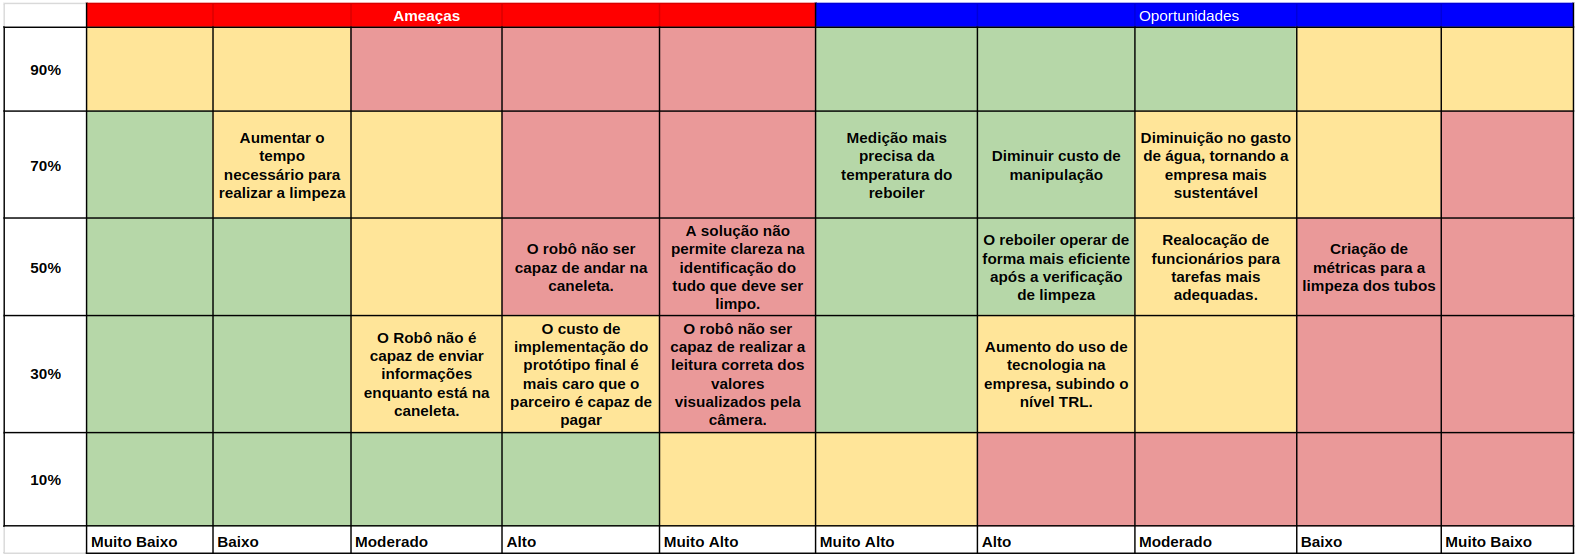 Ameaças
Oportunidades
90%
70%
Aumentar o
tempo
necessário para
realizar a limpeza
Medição mais
precisa da
temperatura do
reboiler
Diminuir custo de
manipulação
Diminuição no gasto
de água, tornando a
empresa mais
sustentável
50%
O robô não ser
capaz de andar na
caneleta.
A solução não
permite clareza na
identificação do
tudo que deve ser
limpo.
O reboiler operar de
forma mais eficiente
após a verificação
de limpeza
Realocação de
funcionários para
tarefas mais
adequadas.
Criação de
métricas para a
limpeza dos tubos
30%
O Robô não é
capaz de enviar
informações
enquanto está na
caneleta.
O custo de
implementação do
protótipo final é
mais caro que o
parceiro é capaz de
pagar
O robô não ser
capaz de realizar a
leitura correta dos
valores
visualizados pela
câmera.
Aumento do uso de
tecnologia na
empresa, subindo o
nível TRL.
10%
Muito Baixo
Baixo
Moderado
Alto
Muito Alto
Muito Alto
Alto
Moderado
Baixo
Muito Baixo